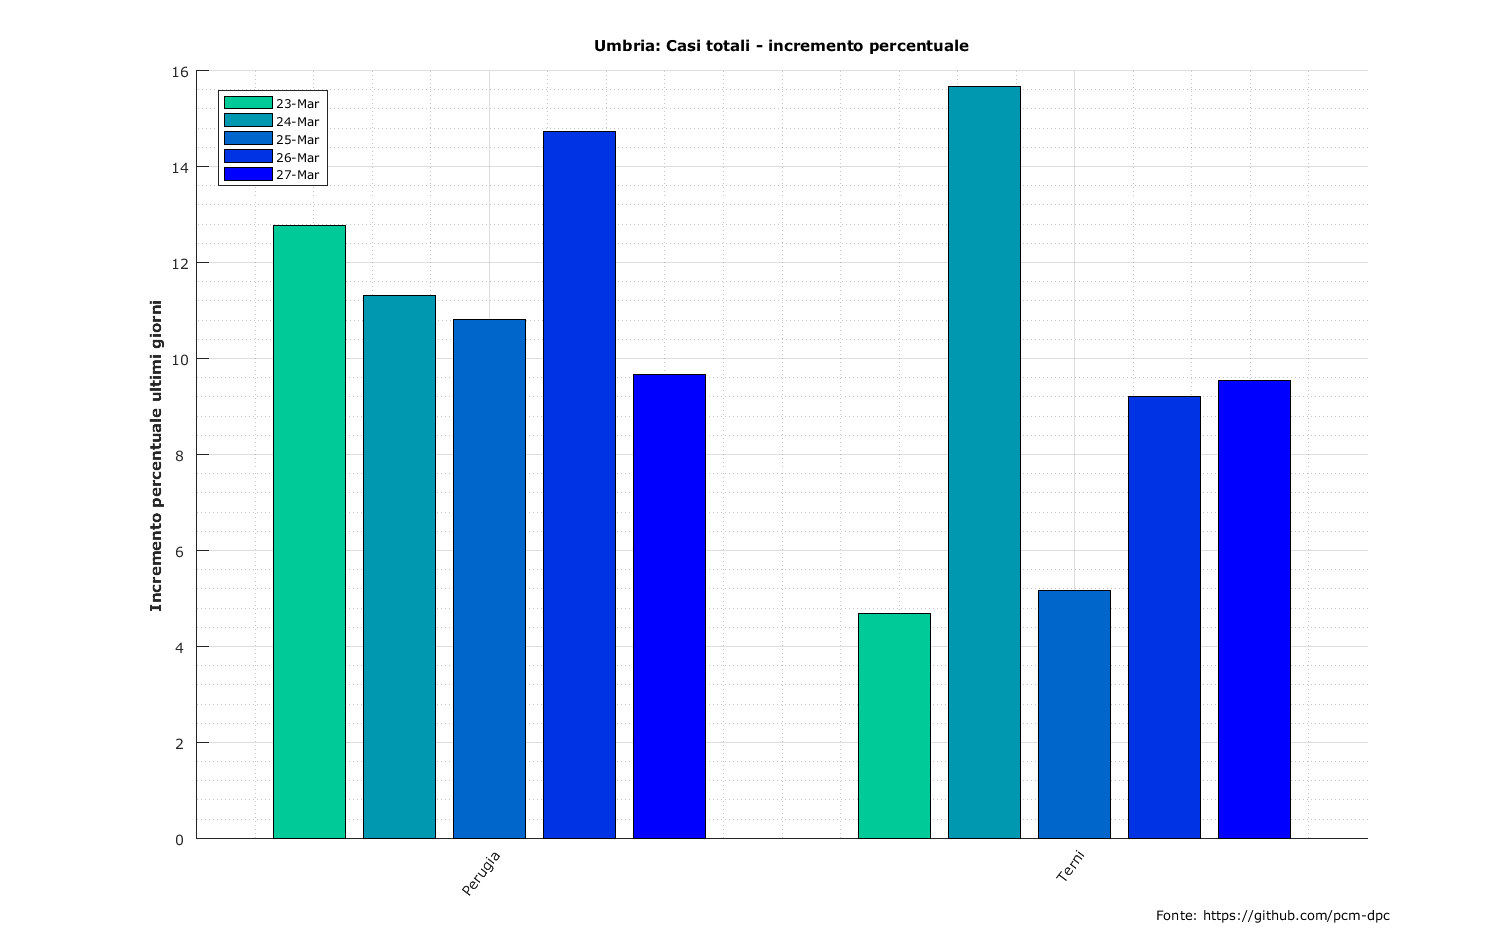 Umbria: Casi totali - incremento percentuale
16
14
12
10
8
6
4
2
0
Incremento percentuale ultimi giorni
23-Mar
24-Mar
25-Mar
26-Mar
27-Mar
Perugia
Terni
Fonte: https://github.com/pcm-dpc